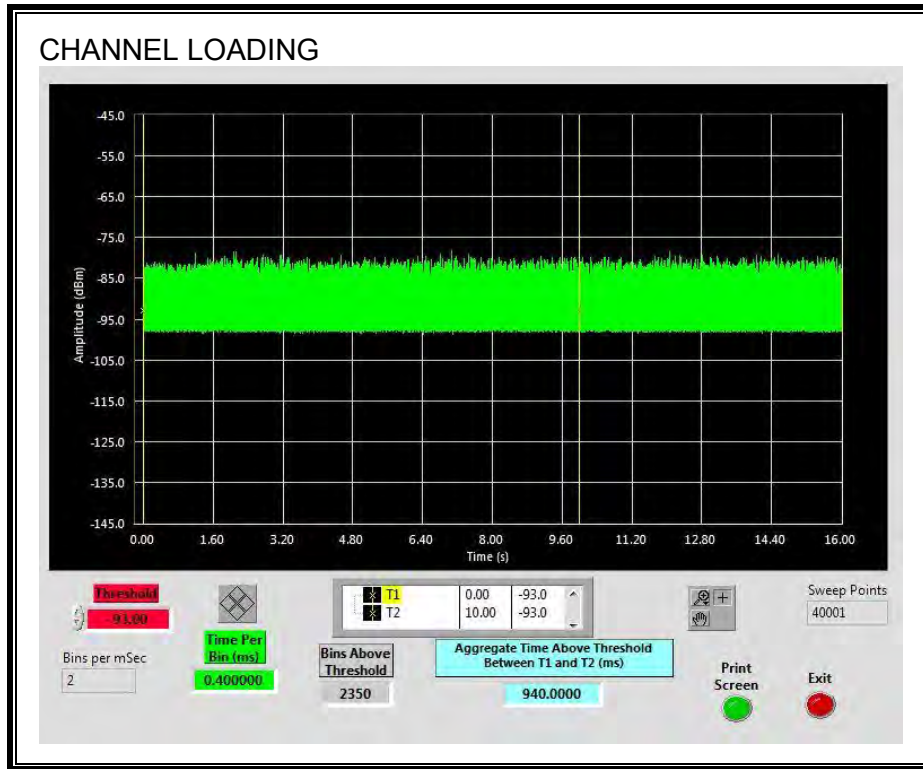 CHANNEL LOADING
-45.0
-55.0
-65.0
-75.0
-85.0
-95.0
-105.0
-115.0
-125.0
-135.0
-145.0
Amplitude (dBm)
0.00 1.60 3.20 4.80 6.40 8.00 9.60 11.20 12.80 14.40 16.00
Time (s)
Threshold
-93.00
Bins per mSec
2
Time Per
Bin (ms)
0.400000
T1 0.00 -93.0
T2 10.00 -93.0
Bins Above
Threshold
2350
Aggregate Time Above Threshold
Between T1 and T2 (ms)
940.0000
Sweep Points
40001
Print
Screen
Exit